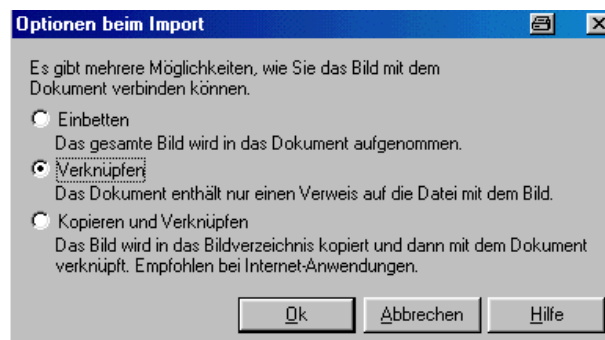 Optionen beim Import
Es gibt mehrere Möglichkeiten, wie Sie das Bild mit dem
Dokument verbinden können.
Einbetten
Das gesamte Bild wird in das Dokument aufgenommen.
Verknüpfen
Das Dokument enthält nur einen Verweis auf die Datei mit dem Bild.
Kopieren und Verknüpfen
Das Bild wird in das Bildverzeichnis kopiert und dann mit dem Dokument
verknüpft. Empfohlen bei Internet-Anwendungen.
Ok Abbrechen Hilfe